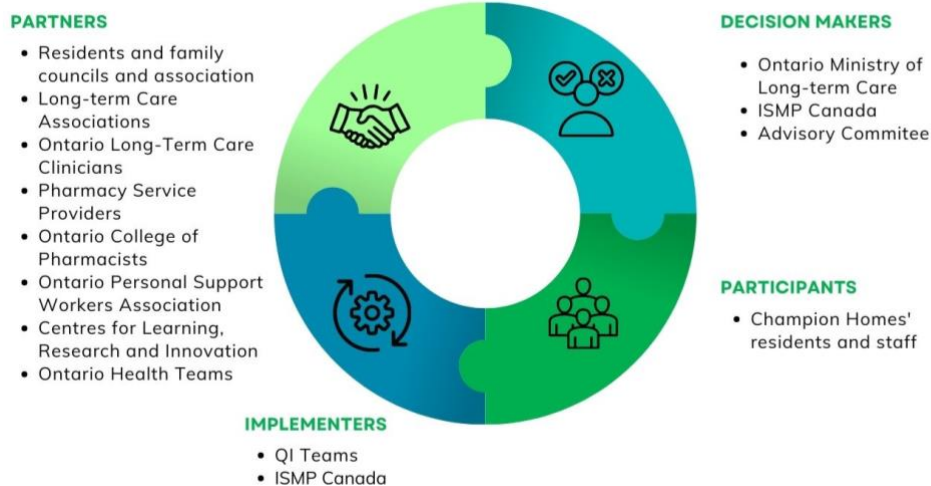 PARTNERS
• Residents and family
councils and association
• Long-term Care
Associations
• Ontario Long-Term Care
Clinicians
• Pharmacy Service
Providers
• Ontario College of
Pharmacists
• Ontario Personal Support
Workers Association
• Centres for Learning,
Research and Innovation
• Ontario Health Teams
DECISION MAKERS
• Ontario Ministry of
Long-term Care
• ISMP Canada
• Advisory Commitee
PARTICIPANTS
• Champion Homes'
residents and staff
IMPLEMENTERS
• QI Teams
• ISMP Canada